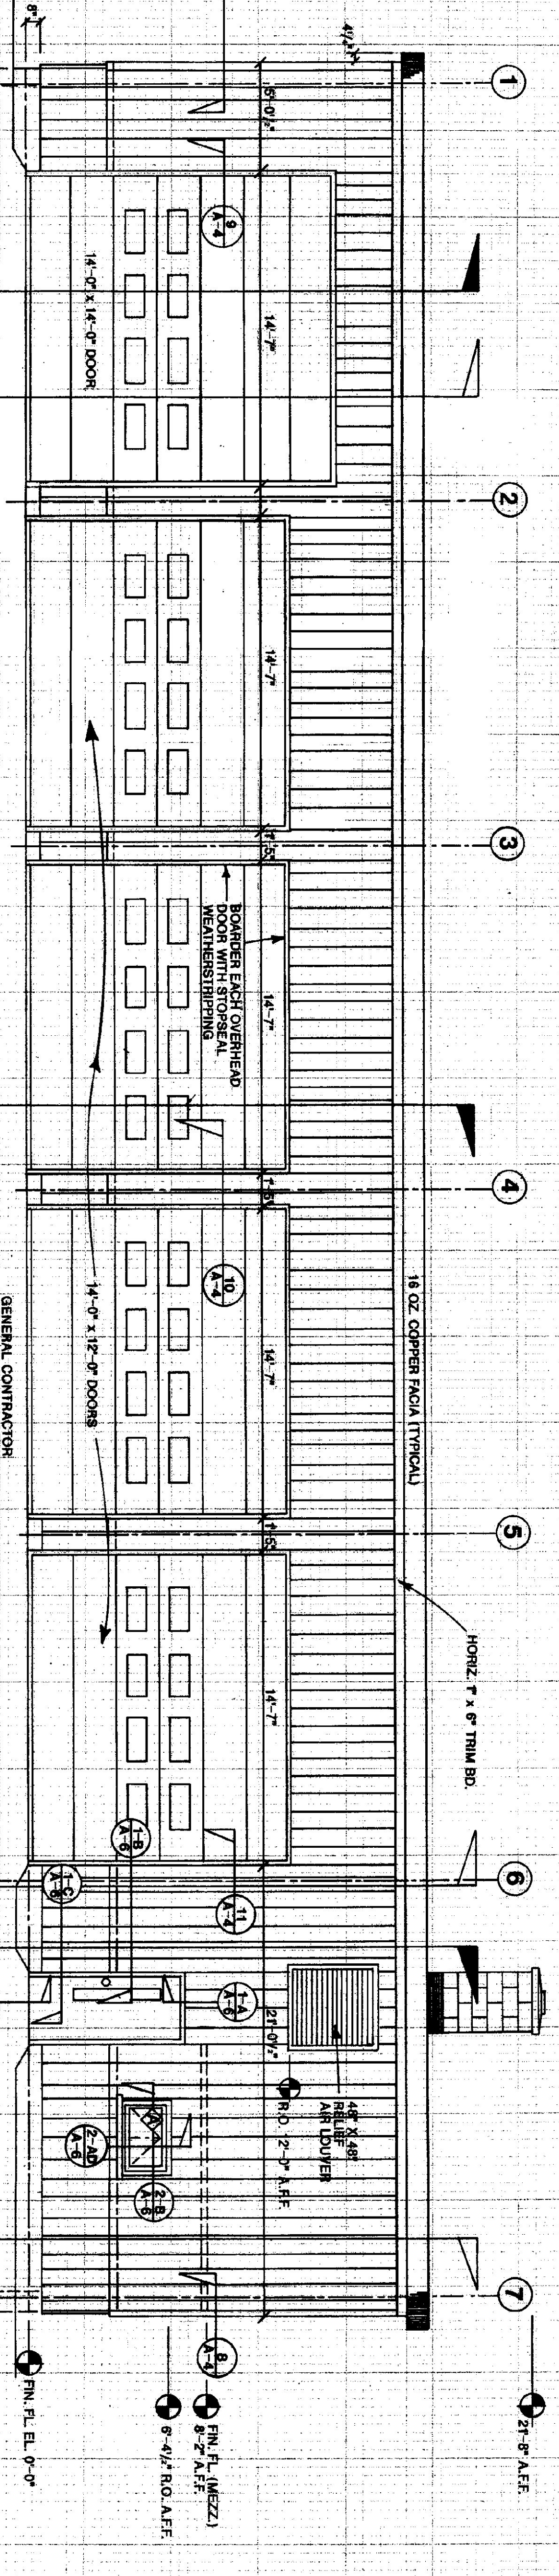 1
2
3
4
5
6
7
21'-8" A.F.F.
HORIZ. 1" x 6" TRIM BD.
16 OZ. COPPER FACIA (TYPICAL)
4¼"
8"
5'-0½"
14'-7"
14'-7"
1'-5"
14'-7"
1'-5"
14'-7"
1'-5"
14'-7"
21'-0½"
48" X 48"
RELIEF
AIR LOUVER
R.O. 12'-0" A.F.F.
9
A-4
BOARDER EACH OVERHEAD
DOOR WITH STOPSEAL
WEATHERSTRIPPING
10
A-4
11
A-4
1-A
A-6
1-B
A-6
1-C
A-6
2-AD
A-6
2-B
A-6
A
8
A-4
FIN. FL. (MEZZ.)
8'-2" A.F.F.
6'-4½" R.O. A.F.F.
14'-0" x 14'-0" DOOR
14'-0" x 12'-0" DOORS
FIN. FL. EL. 0'-0"
GENERAL CONTRACTOR